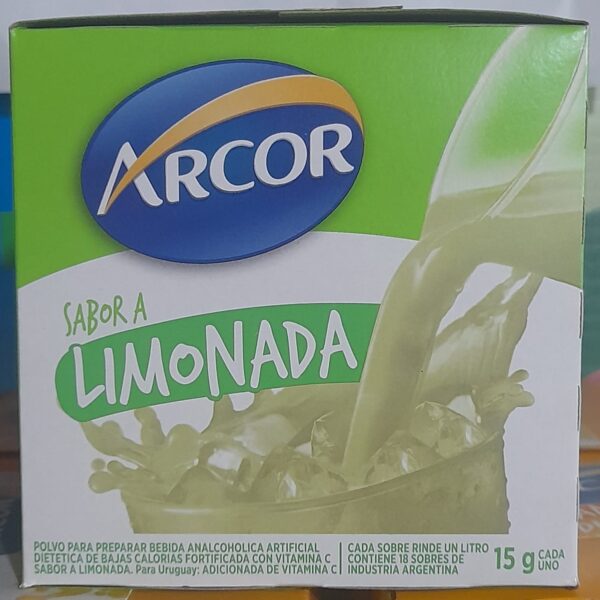 ARCOR
SABOR A
LIMONADA
POLVO PARA PREPARAR BEBIDA ANALCOHOLICA ARTIFICIAL
DIETETICA DE BAJAS CALORIAS FORTIFICADA CON VITAMINA C
SABOR A LIMONADA. Para Uruguay: ADICIONADA DE VITAMINA C
CADA SOBRE RINDE UN LITRO
CONTIENE 18 SOBRES DE
INDUSTRIA ARGENTINA
15 g CADA
UNO